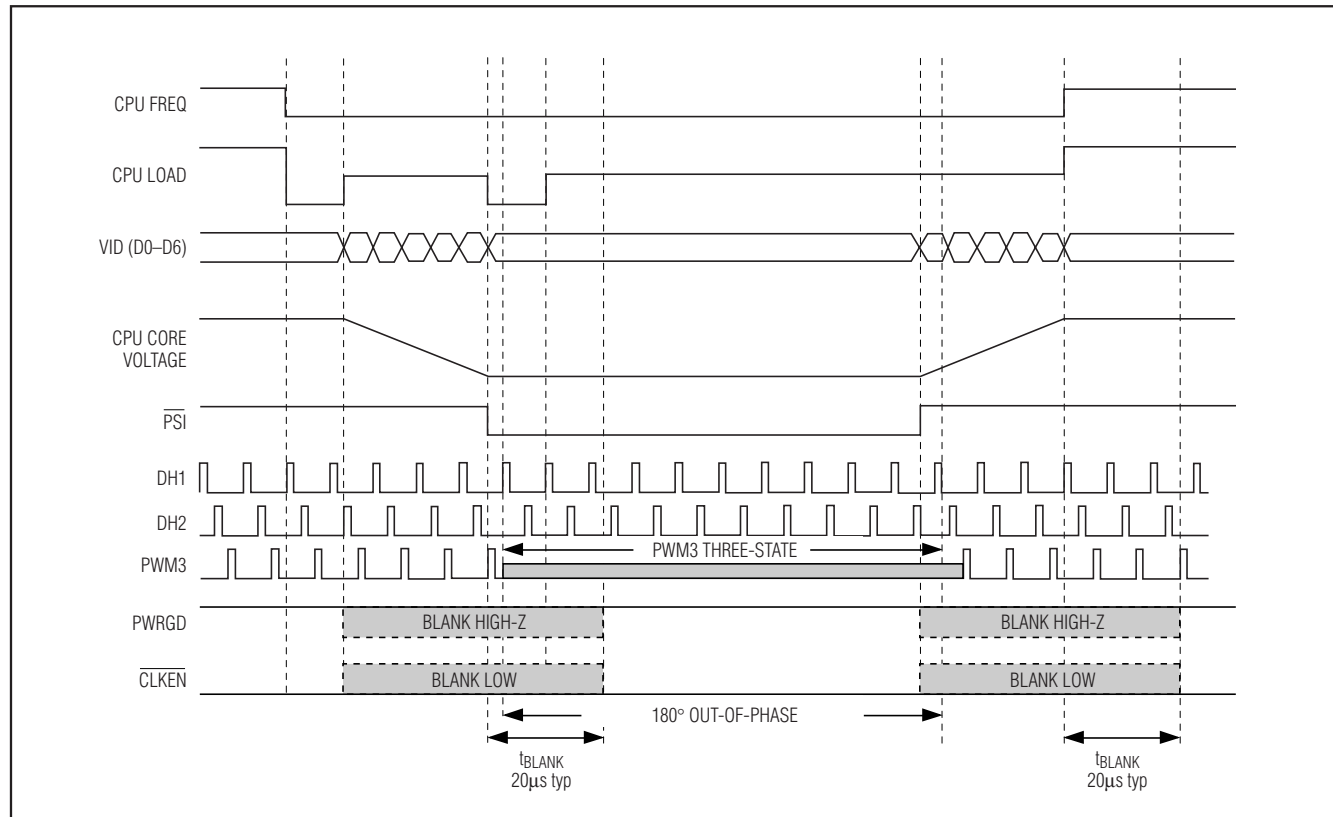 CPU FREQ
CPU LOAD
VID (D0–D6)
CPU CORE
VOLTAGE
PSI
DH1
DH2
PWM3 THREE-STATE
PWM3
PWRGD
BLANK HIGH-Z
BLANK HIGH-Z
CLKEN
BLANK LOW
BLANK LOW
180° OUT-OF-PHASE
tBLANK
20μs typ
tBLANK
20μs typ